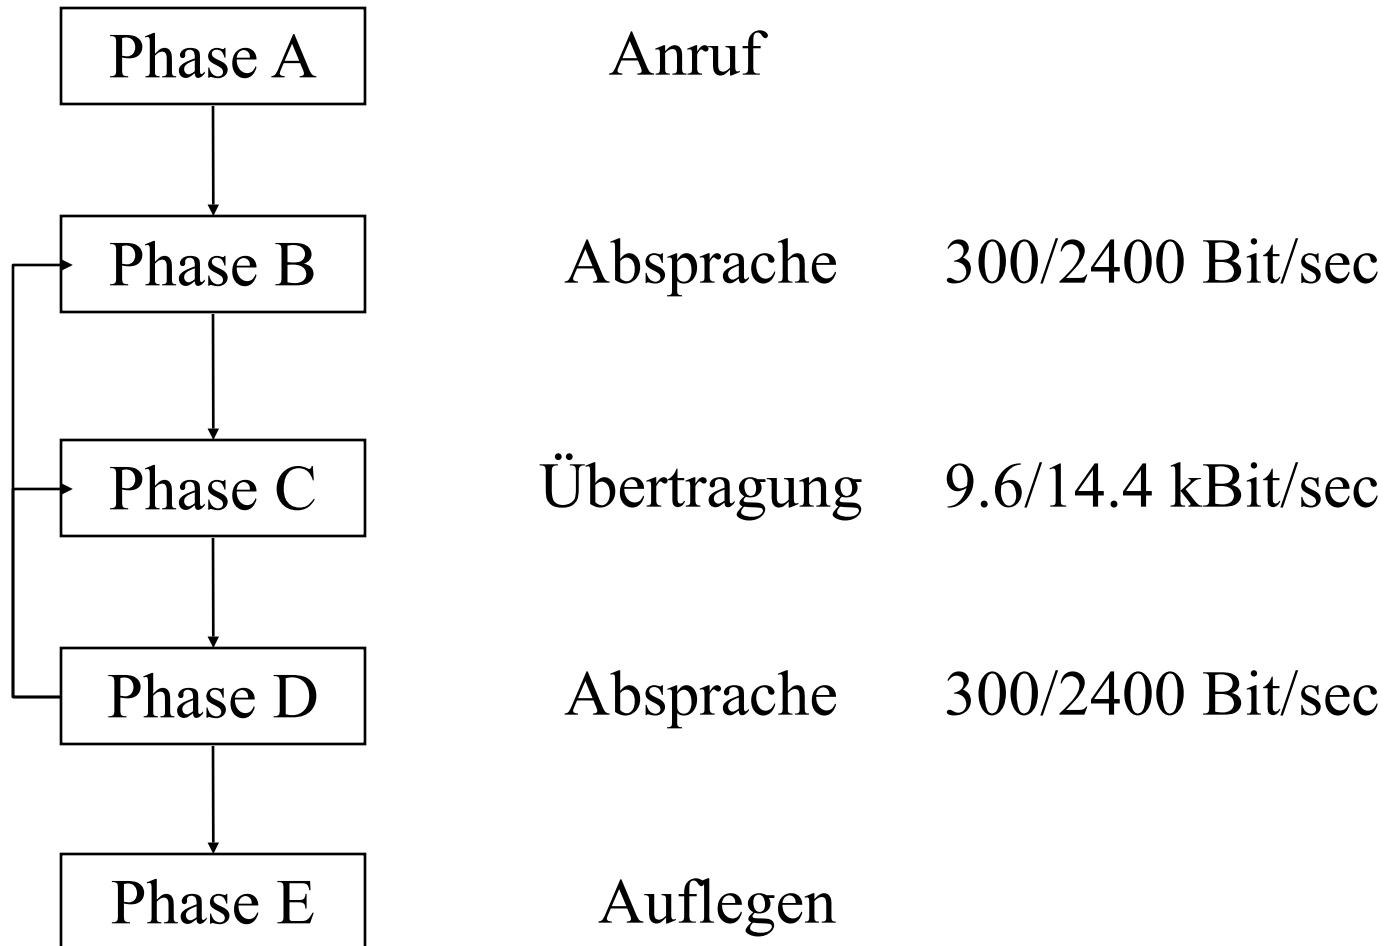 Phase A Anruf
Phase B Absprache 300/2400 Bit/sec
Phase C Übertragung 9.6/14.4 kBit/sec
Phase D Absprache 300/2400 Bit/sec
Phase E Auflegen